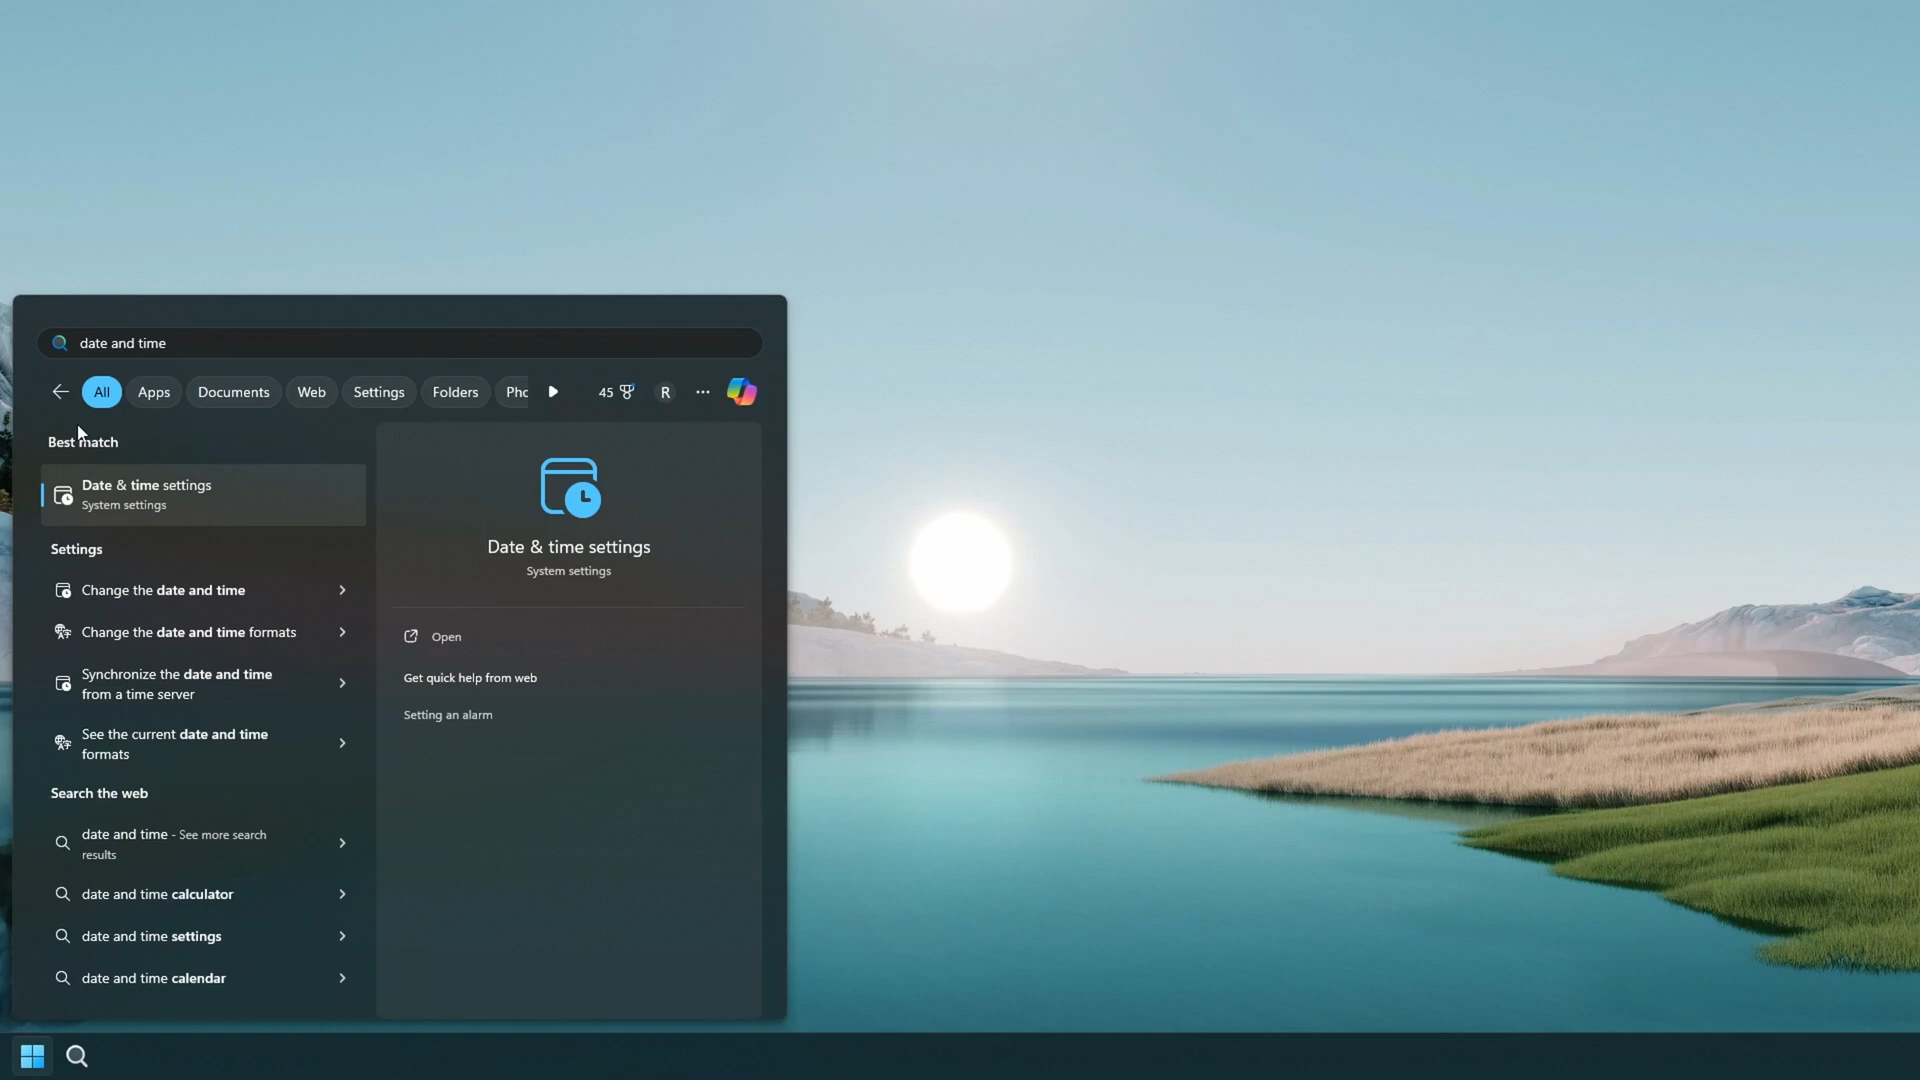 date and time
All Apps Documents Web Settings Folders Phc 45 R ...
Best match
Date & time settings
System settings
Settings
Change the date and time
Change the date and time formats
Synchronize the date and time
from a time server
See the current date and time
formats
Search the web
date and time - See more search
results
date and time calculator
date and time settings
date and time calendar
Date & time settings
System settings
Open
Get quick help from web
Setting an alarm